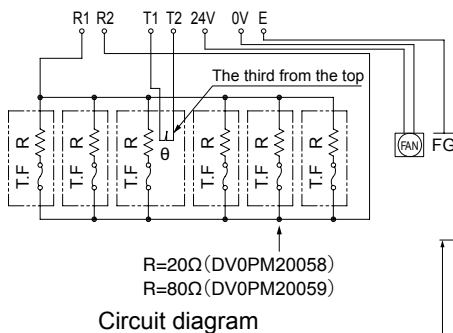 R1 R2 T1 T2 24V 0V E
The third from the top
T.F R
T.F R
T.F R
θ
T.F R
T.F R
T.F R
FAN
FG
R=20Ω(DV0PM20058)
R=80Ω(DV0PM20059)
Circuit diagram